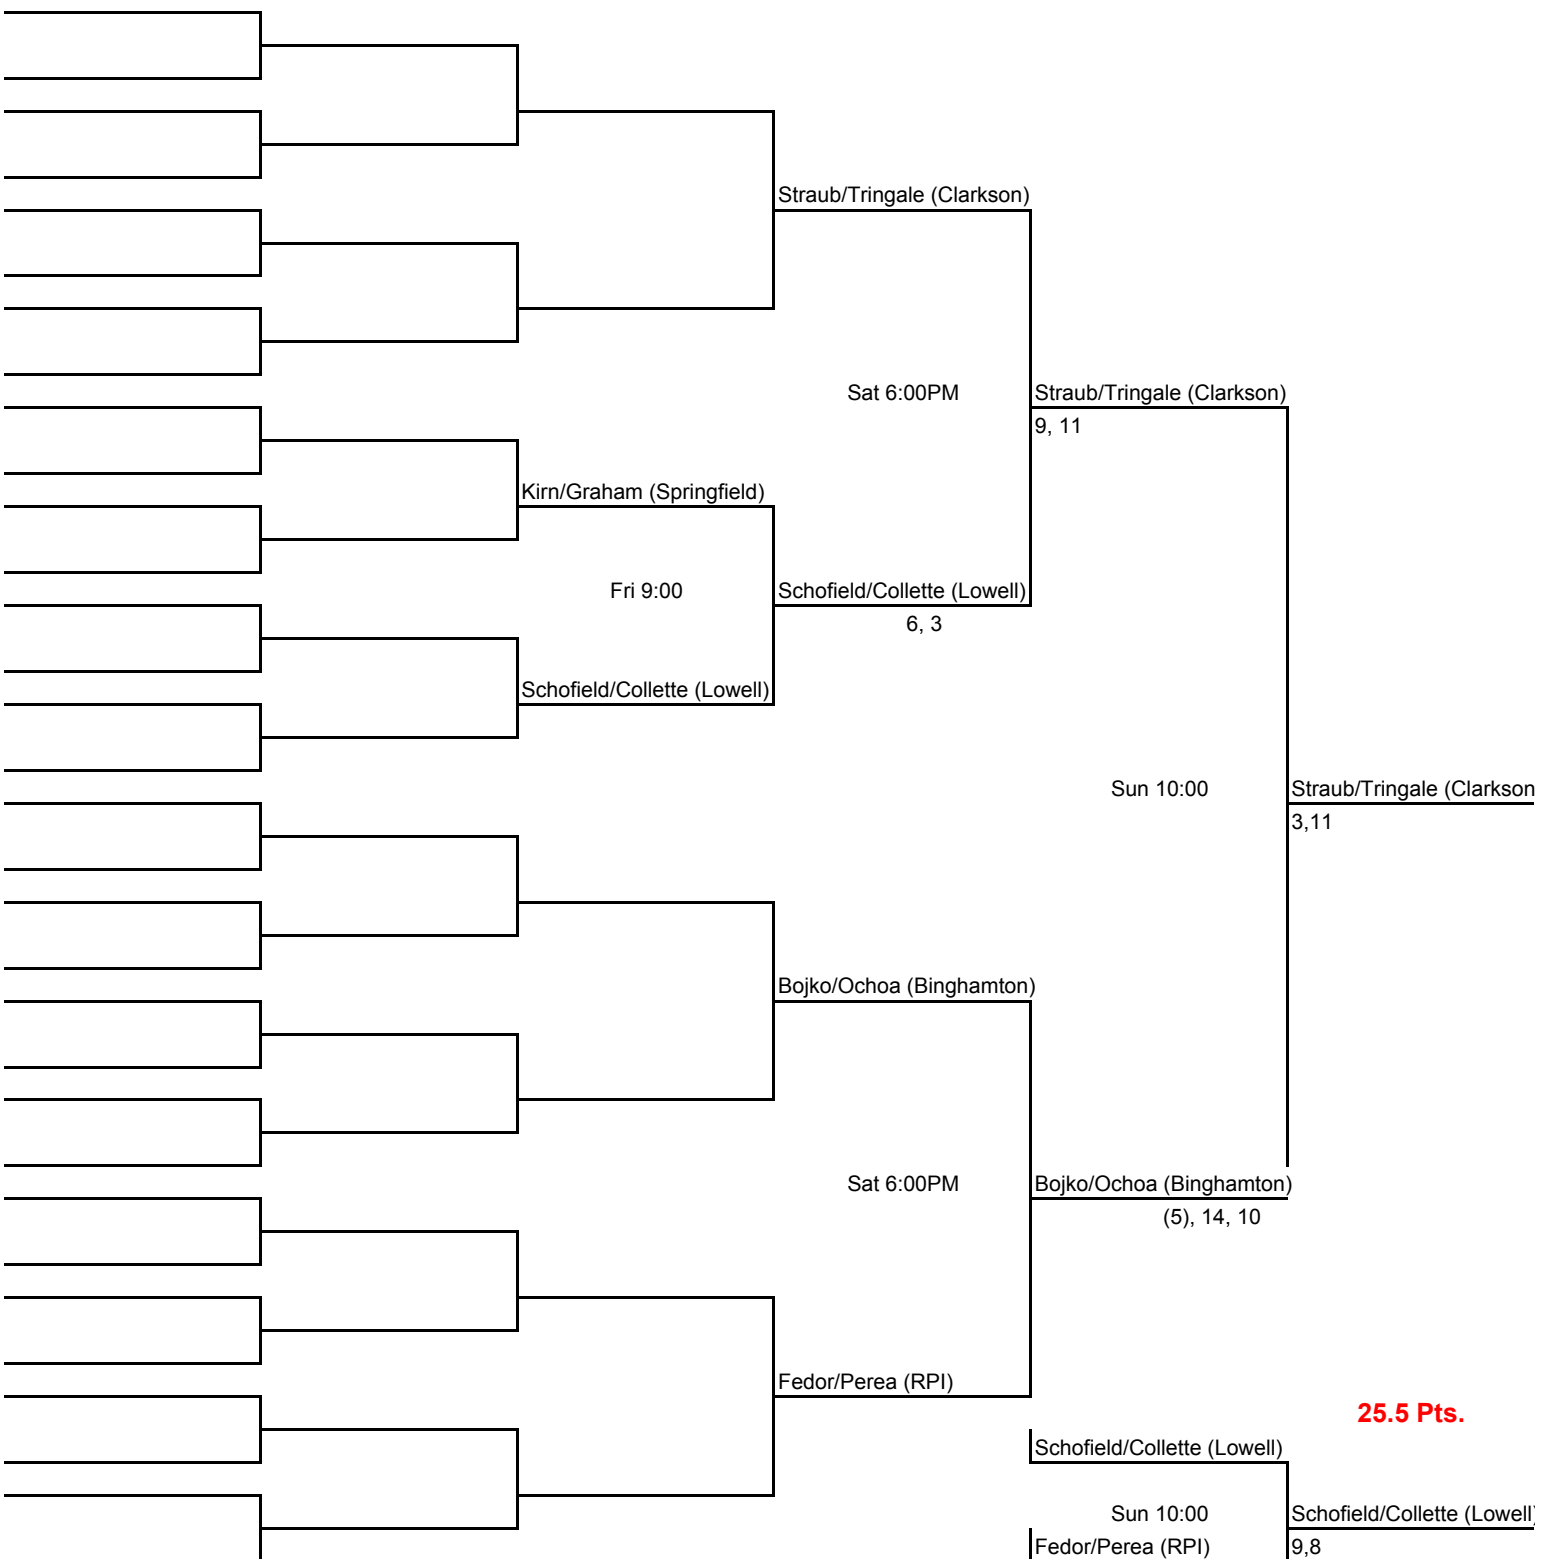 Straub/Tringale (Clarkson)
Sat 6:00PM
Straub/Tringale (Clarkson)
9, 11
Kirn/Graham (Springfield)
Fri 9:00
Schofield/Collette (Lowell)
6, 3
Schofield/Collette (Lowell)
Sun 10:00
Straub/Tringale (Clarkson
3,11
Bojko/Ochoa (Binghamton)
Sat 6:00PM
Bojko/Ochoa (Binghamton)
(5), 14, 10
Fedor/Perea (RPI)
25.5 Pts.
Schofield/Collette (Lowell)
Sun 10:00
Schofield/Collette (Lowell)
Fedor/Perea (RPI)
9,8